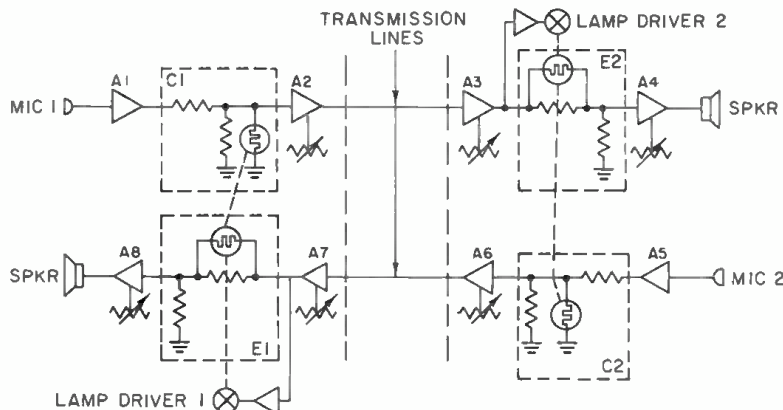 TRANSMISSION
LINES
LAMP DRIVER 2
A1
C1
A2
A3
E2
A4
MIC 1
SPKR
SPKR
A8
A7
A6
A5
MIC 2
E1
C2
LAMP DRIVER 1